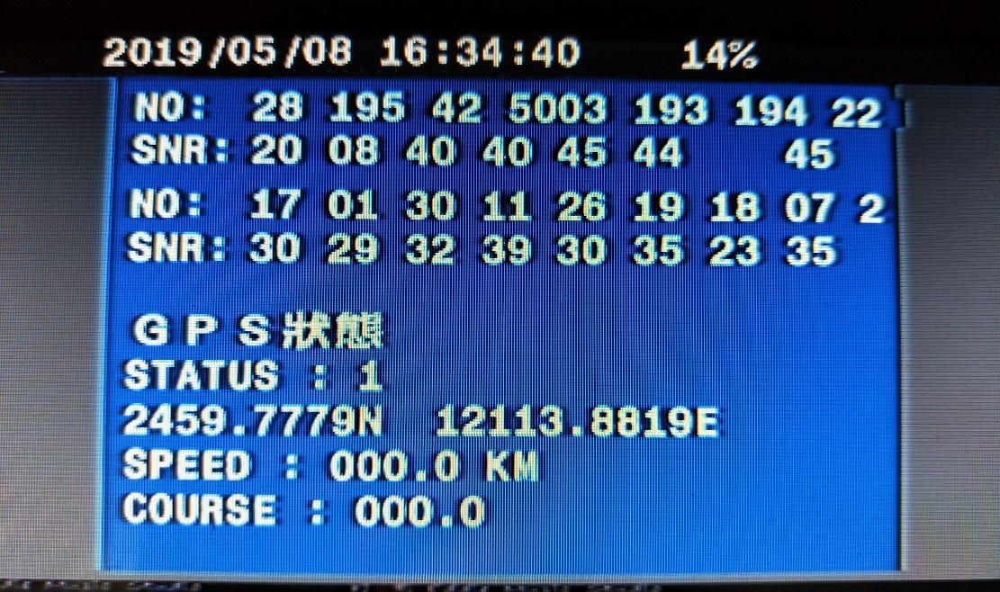 2019/05/08 16:34:40 14%
NO: 28 195 42 5003 193 194 22
SNR: 20 08 40 40 45 44 45
NO: 17 01 30 11 26 19 18 07 2
SNR: 30 29 32 39 30 35 23 35
GPS狀態
STATUS : 1
2459.7779N 12113.8819E
SPEED : 000.0 KM
COURSE : 000.0